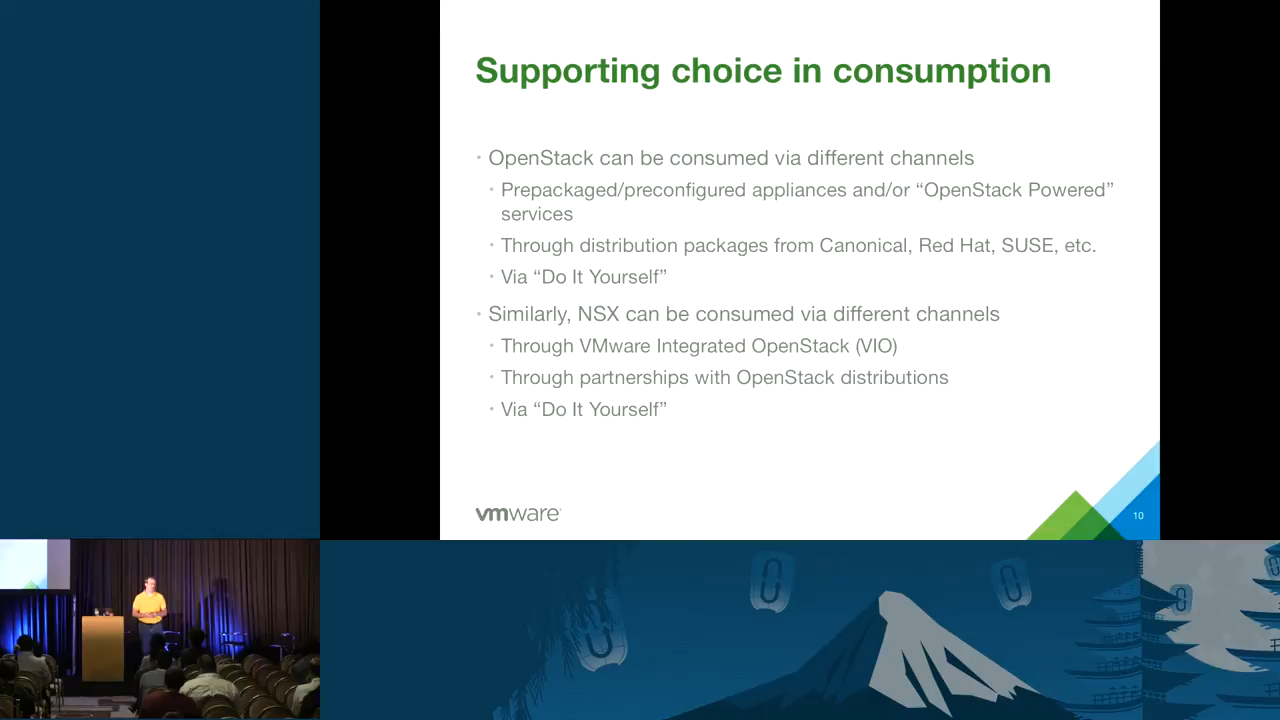 Supporting choice in consumption
• OpenStack can be consumed via different channels
• Prepackaged/preconfigured appliances and/or “OpenStack Powered”
services
• Through distribution packages from Canonical, Red Hat, SUSE, etc.
• Via “Do It Yourself”
• Similarly, NSX can be consumed via different channels
• Through VMware Integrated OpenStack (VIO)
• Through partnerships with OpenStack distributions
• Via “Do It Yourself”
vmware
10